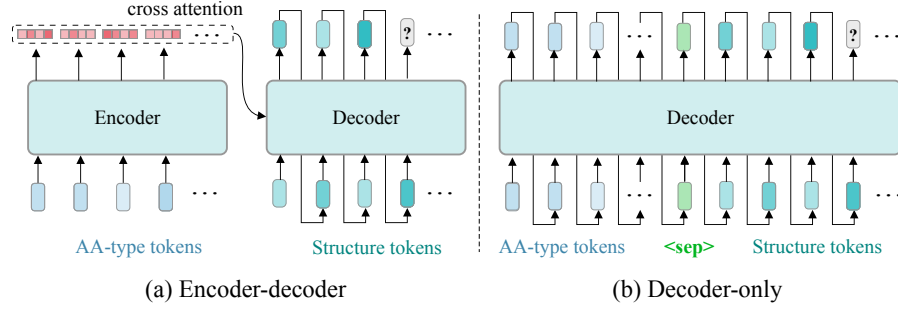 cross attention
. . .
?
. . .
. . .
?
. . .
Encoder
Decoder
Decoder
. . .
. . .
. . .
. . .
AA-type tokens
Structure tokens
AA-type tokens
<sep>
Structure tokens
(a) Encoder-decoder
(b) Decoder-only